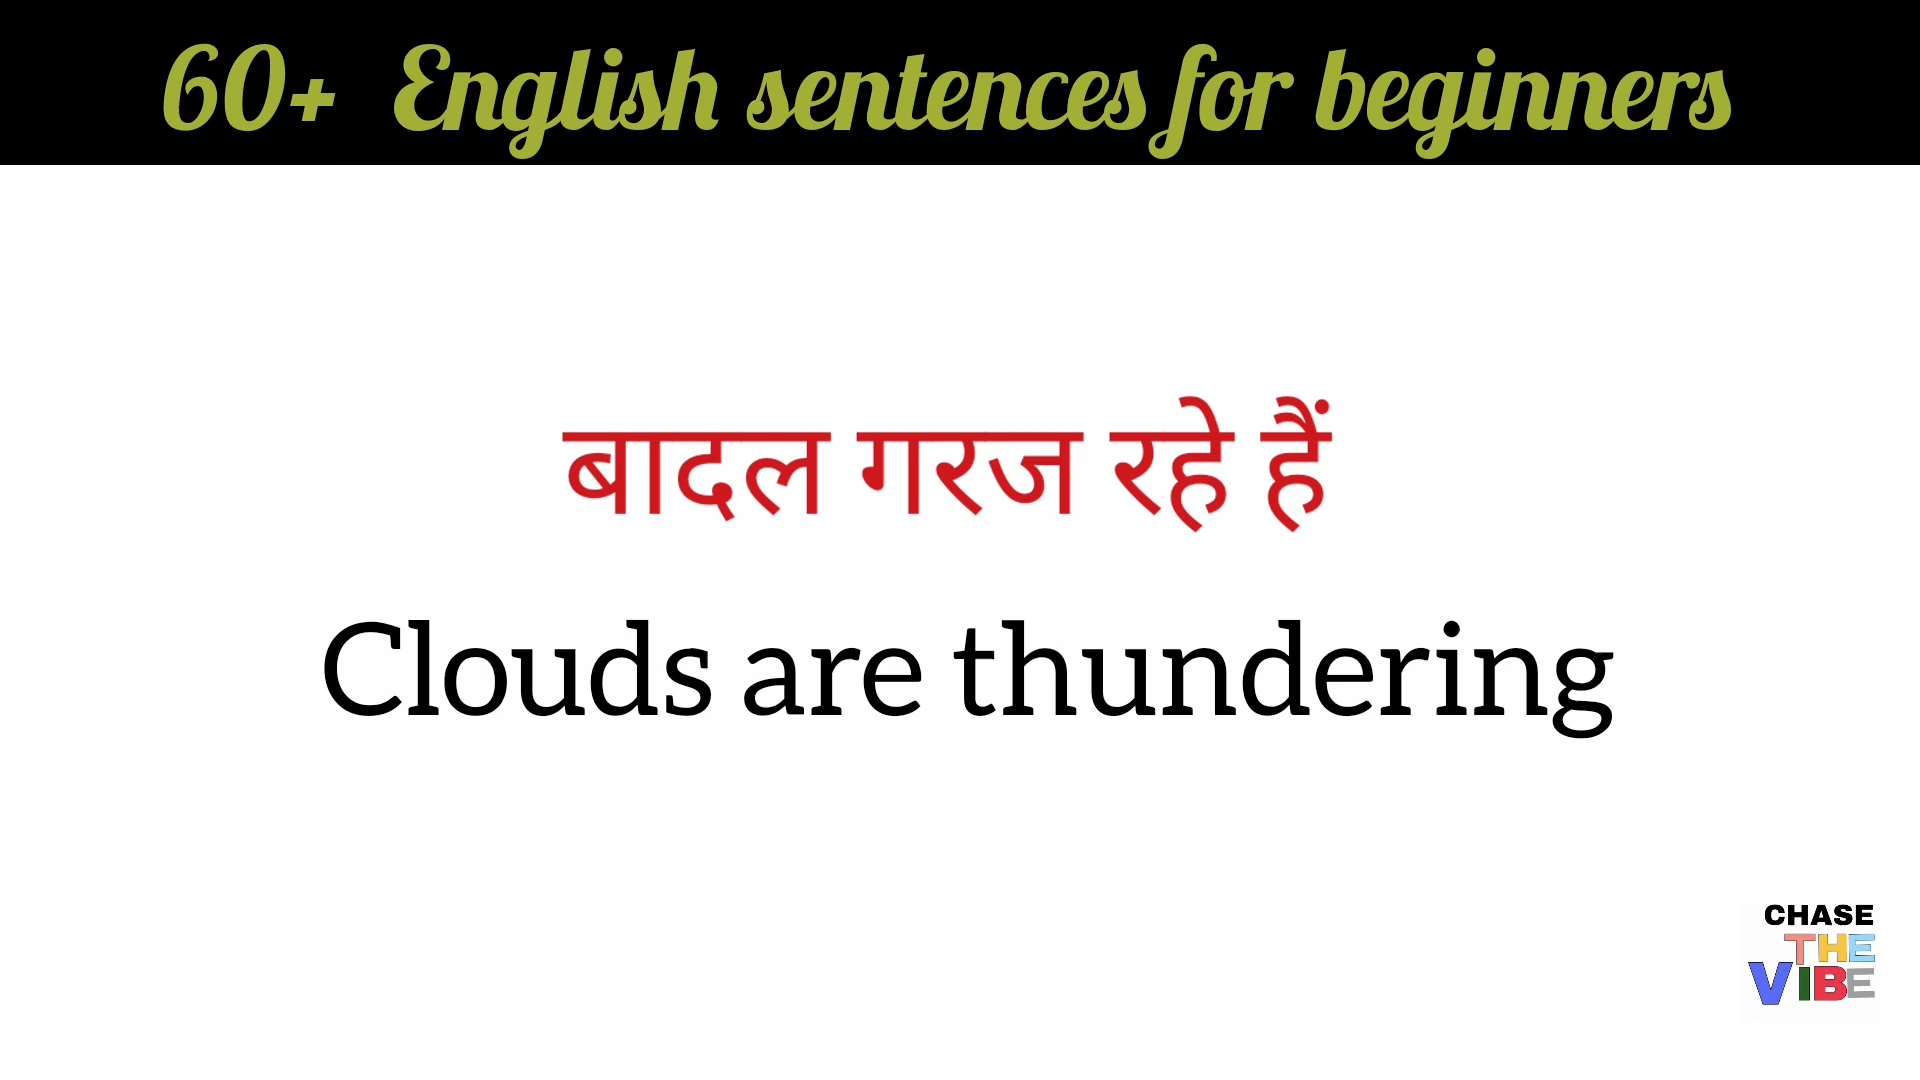 60+ English sentences for beginners
बादल गरज रहे हैं
Clouds are thundering
CHASE
THE
VIBE